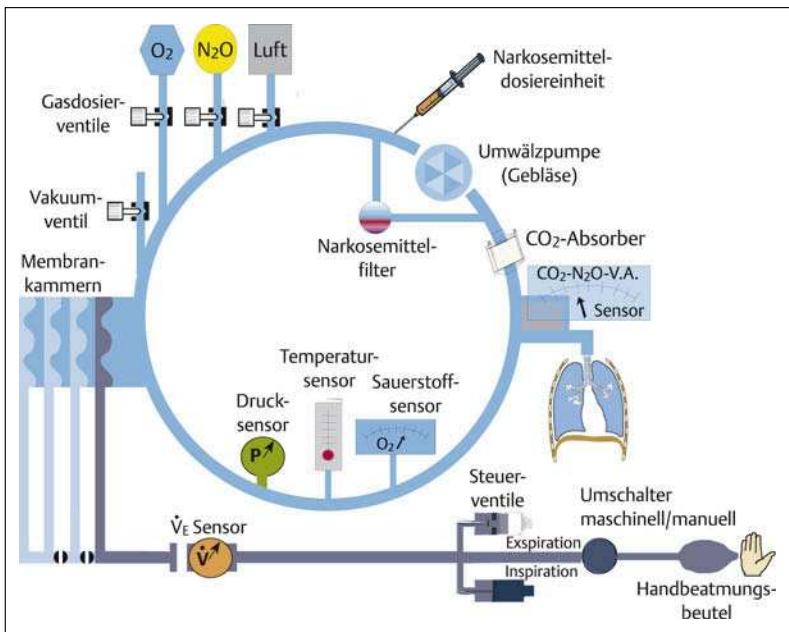 O₂
N₂O
Luft
Gasdosier-
ventile
Narkosemittel-
dosiereinheit
Umwälzpumpe
(Gebläse)
Vakuum-
ventil
Narkosemittel-
filter
CO₂-Absorber
Membran-
kammern
CO₂-N₂O-V.A.
Sensor
Temperatur-
sensor
Sauerstoff-
sensor
Druck-
sensor
P
O₂
Steuer-
ventile
Umschalter
maschinell/manuell
V̇E Sensor
V̇
Exspiration
Inspiration
Handbeatmungs-
beutel